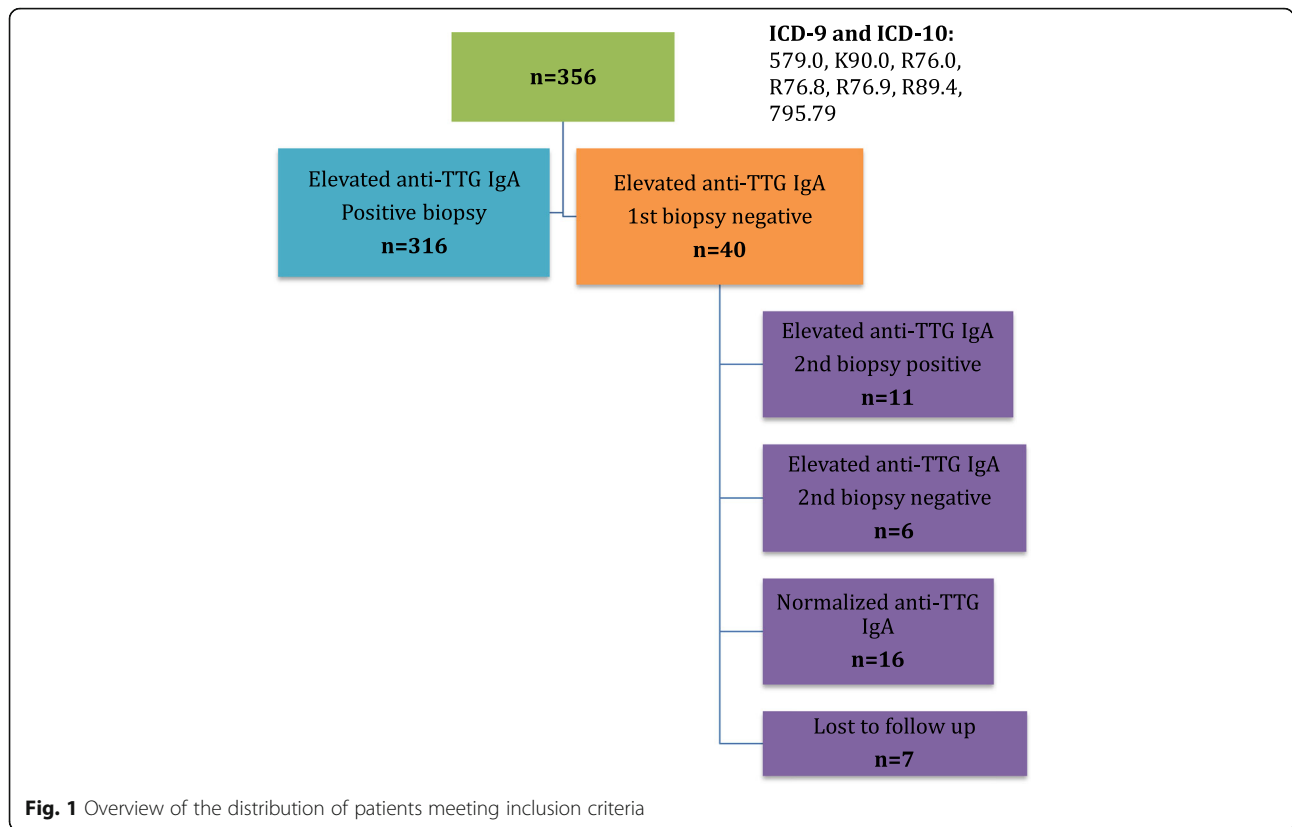 n=356
ICD-9 and ICD-10:
579.0, K90.0, R76.0,
R76.8, R76.9, R89.4,
795.79
Elevated anti-TTG IgA
Positive biopsy
n=316
Elevated anti-TTG IgA
1st biopsy negative
n=40
Elevated anti-TTG IgA
2nd biopsy positive
n=11
Elevated anti-TTG IgA
2nd biopsy negative
n=6
Normalized anti-TTG
IgA
n=16
Lost to follow up
n=7
Fig. 1 Overview of the distribution of patients meeting inclusion criteria